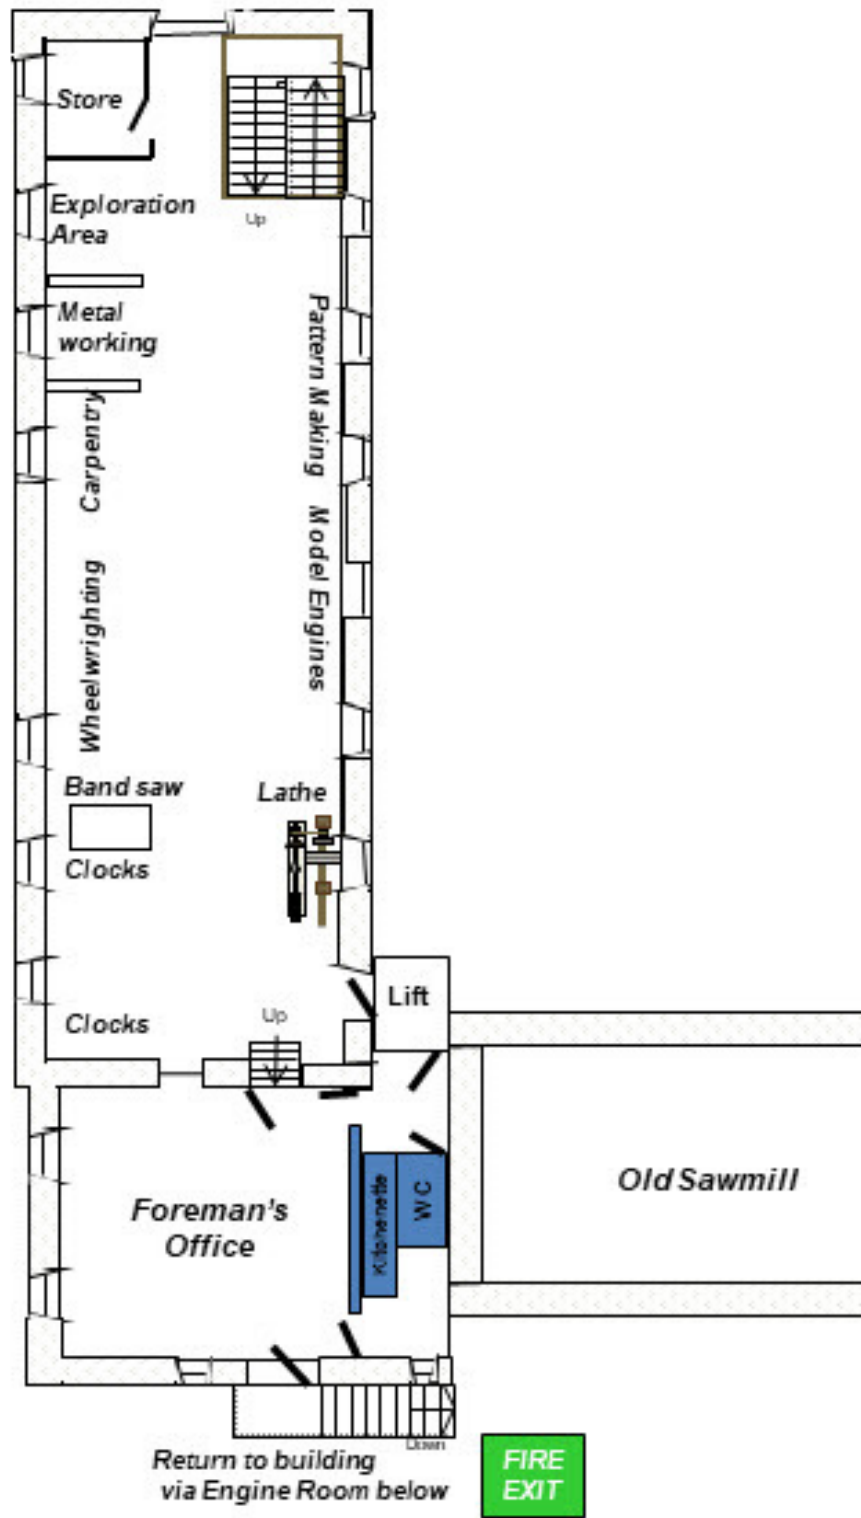 Store
Up
Exploration
Area
Metal
working
Carpentry
Pattern Making
Wheelwrighting
Model Engines
Band saw
Lathe
Clocks
Lift
Clocks
Up
Old Sawmill
Foreman's
Office
Kitchenette
WC
Down
Return to building
via Engine Room below
FIRE
EXIT